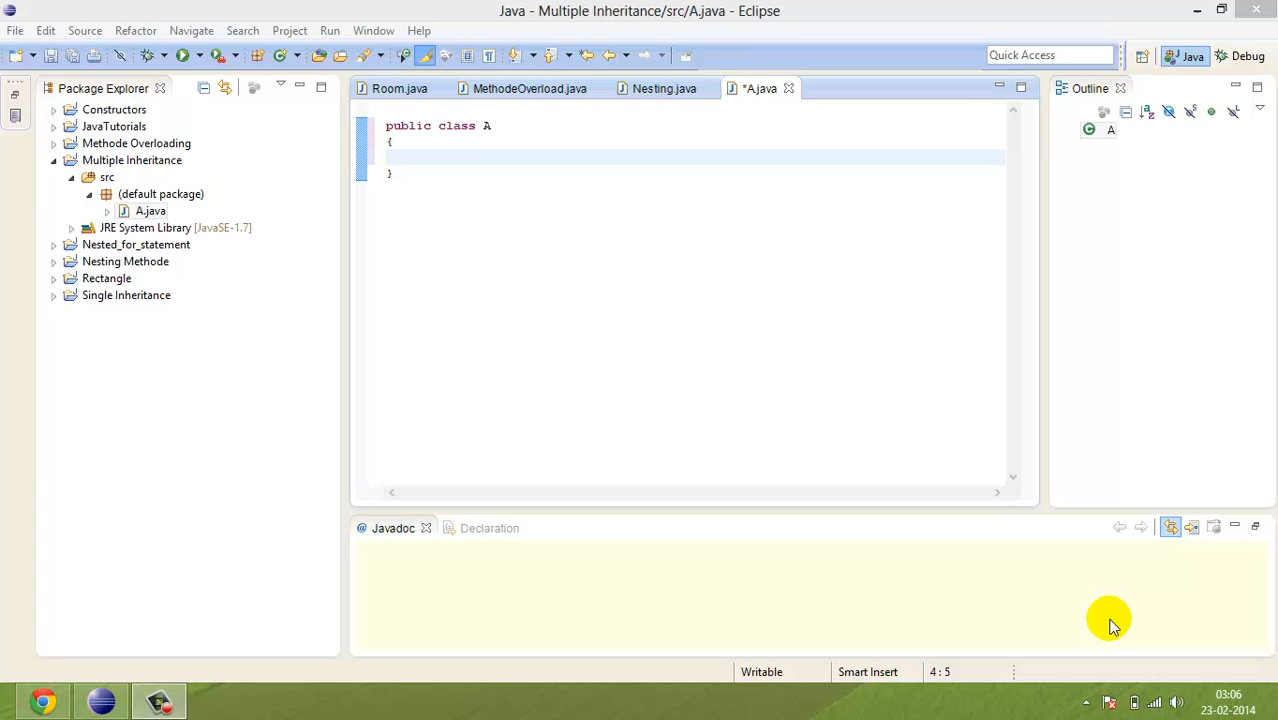 Java - Multiple Inheritance/src/A.java - Eclipse
File Edit Source Refactor Navigate Search Project Run Window Help
Quick Access
Java
Debug
Package Explorer
Constructors
JavaTutorials
Methode Overloading
Multiple Inheritance
src
(default package)
A.java
JRE System Library [JavaSE-1.7]
Nested_for_statement
Nesting Methode
Rectangle
Single Inheritance
Room.java MethodeOverload.java Nesting.java *A.java
public class A
{
}
Outline
A
@ Javadoc Declaration
Writable Smart Insert 4 : 5
03:06
23-02-2014